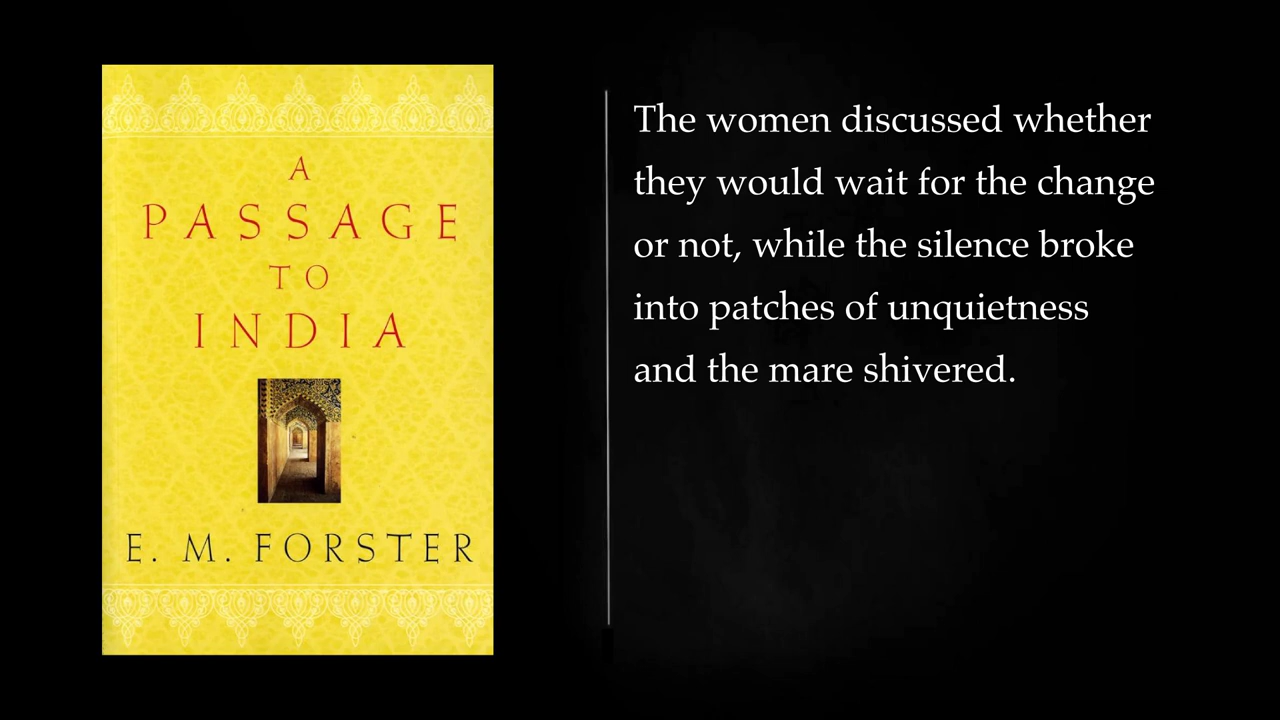 A
PASSAGE
TO
INDIA
E. M. FORSTER
The women discussed whether
they would wait for the change
or not, while the silence broke
into patches of unquietness
and the mare shivered.